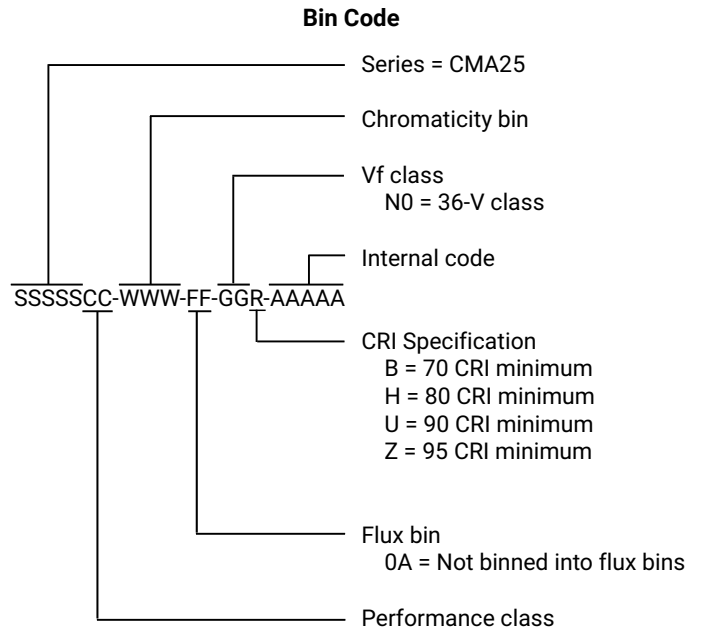 Bin Code
Series = CMA25
Chromaticity bin
Vf class
N0 = 36-V class
Internal code
SSSSSCC-WWW-FF-GGR-AAAAA
CRI Specification
B = 70 CRI minimum
H = 80 CRI minimum
U = 90 CRI minimum
Z = 95 CRI minimum
Flux bin
0A = Not binned into flux bins
Performance class